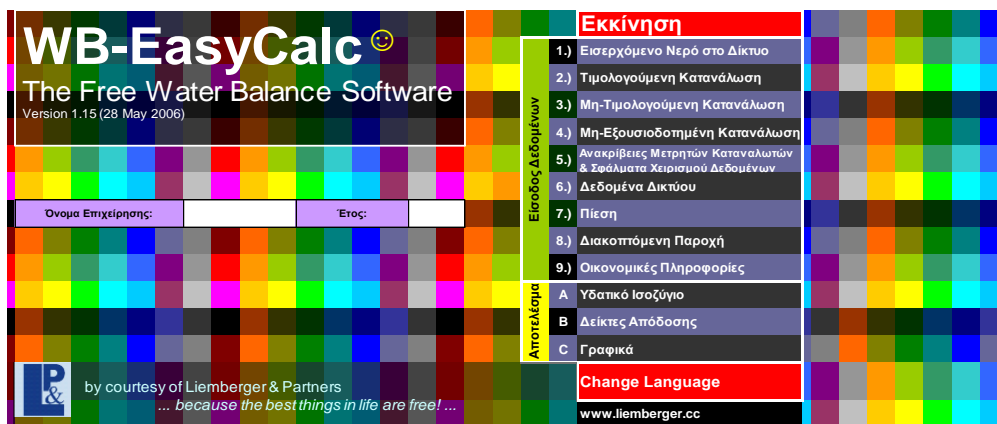 WB-EasyCalc☺
The Free Water Balance Software
Version 1.15 (28 May 2006)
Όνομα Επιχείρησης:
Έτος:
by courtesy of Liemberger & Partners
... because the best things in life are free! ...
LP&
Εκκίνηση
Είσοδος Δεδομένων
1.) Εισερχόμενο Νερό στο Δίκτυο
2.) Τιμολογούμενη Κατανάλωση
3.) Μη-Τιμολογούμενη Κατανάλωση
4.) Μη-Εξουσιοδοτημένη Κατανάλωση
5.) Ανακρίβειες Μετρητών Καταναλωτών
& Σφάλματα Χειρισμού Δεδομένων
6.) Δεδομένα Δικτύου
7.) Πίεση
8.) Διακοπτόμενη Παροχή
9.) Οικονομικές Πληροφορίες
Αποτελέσμα
A Υδατικό Ισοζύγιο
B Δείκτες Απόδοσης
C Γραφικά
Change Language
www.liemberger.cc